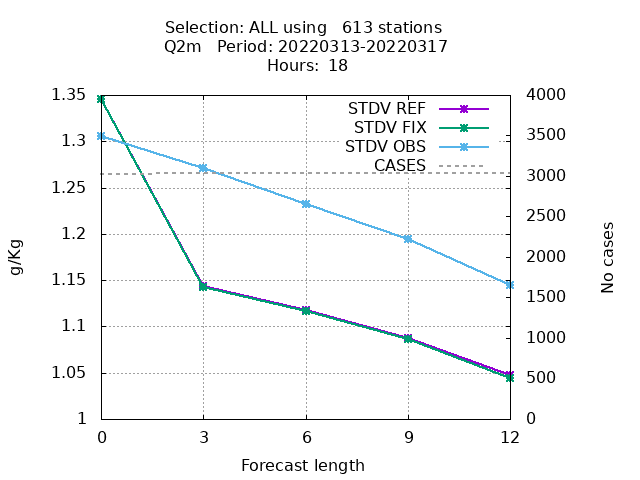 Selection: ALL using   613 stations
Q2m   Period: 20220313-20220317
Hours: 18
STDV REF
STDV FIX
STDV OBS
CASES
1.35
1.3
1.25
1.2
1.15
1.1
1.05
1
4000
3500
3000
2500
2000
1500
1000
500
0
g/Kg
No cases
0 3 6 9 12
Forecast length